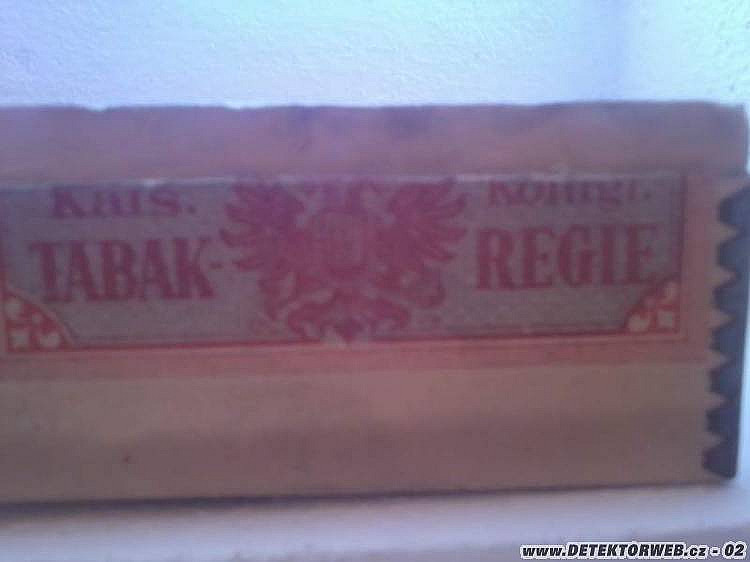 Kais. Königl.
TABAK- REGIE
www.DETEKTORWEB.cz - 02